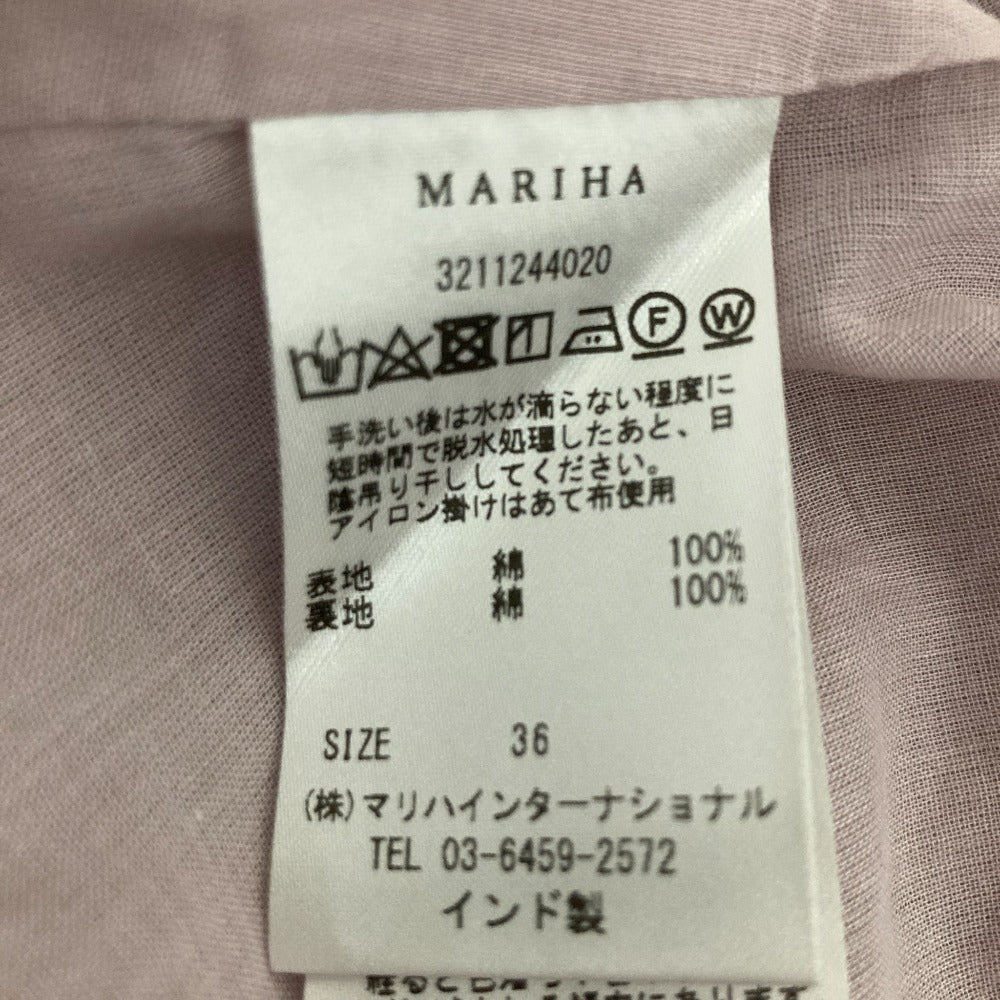 MARIHA
3211244020
F W
手洗い後は水が滴らない程度に
短時間で脱水処理したあと、日
陰吊り干ししてください。
アイロン掛けはあて布使用
表地 綿 100%
裏地 綿 100%
SIZE 36
(株)マリハインターナショナル
TEL 03-6459-2572
インド製